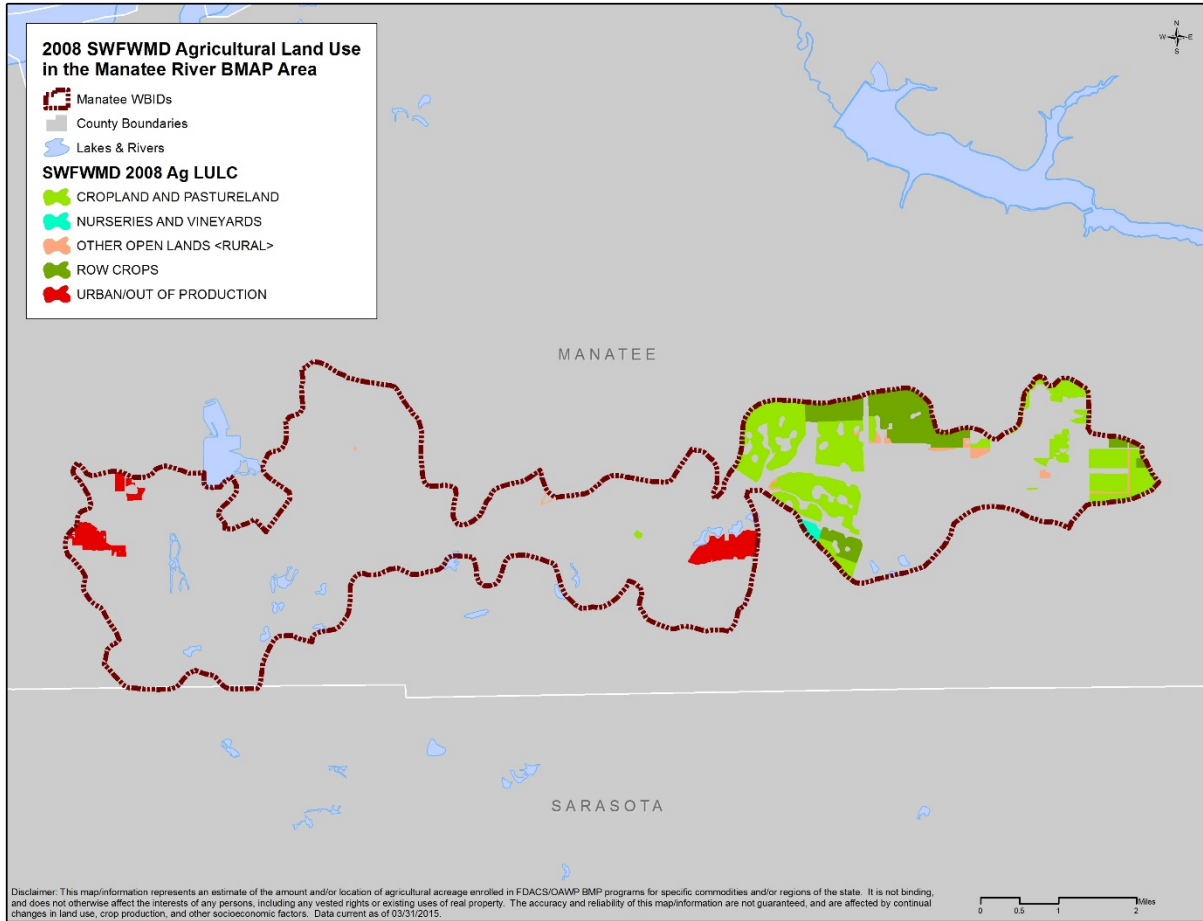 2008 SWFWMD Agricultural Land Use
in the Manatee River BMAP Area
Manatee WBIDs
County Boundaries
Lakes & Rivers
SWFWMD 2008 Ag LULC
CROPLAND AND PASTURELAND
NURSERIES AND VINEYARDS
OTHER OPEN LANDS <RURAL>
ROW CROPS
URBAN/OUT OF PRODUCTION
N
W E
S
MANATEE
SARASOTA
Disclaimer: This map/information represents an estimate of the amount and/or location of agricultural acreage enrolled in FDACS/OAWP BMP programs for specific commodities and/or regions of the state. It is not binding,
and does not otherwise affect the interests of any persons, including any vested rights or existing uses of real property. The accuracy and reliability of this map/information are not guaranteed, and are affected by continual
changes in land use, crop production, and other socioeconomic factors. Data current as of 03/31/2015.
Miles
0 0.5 1 2